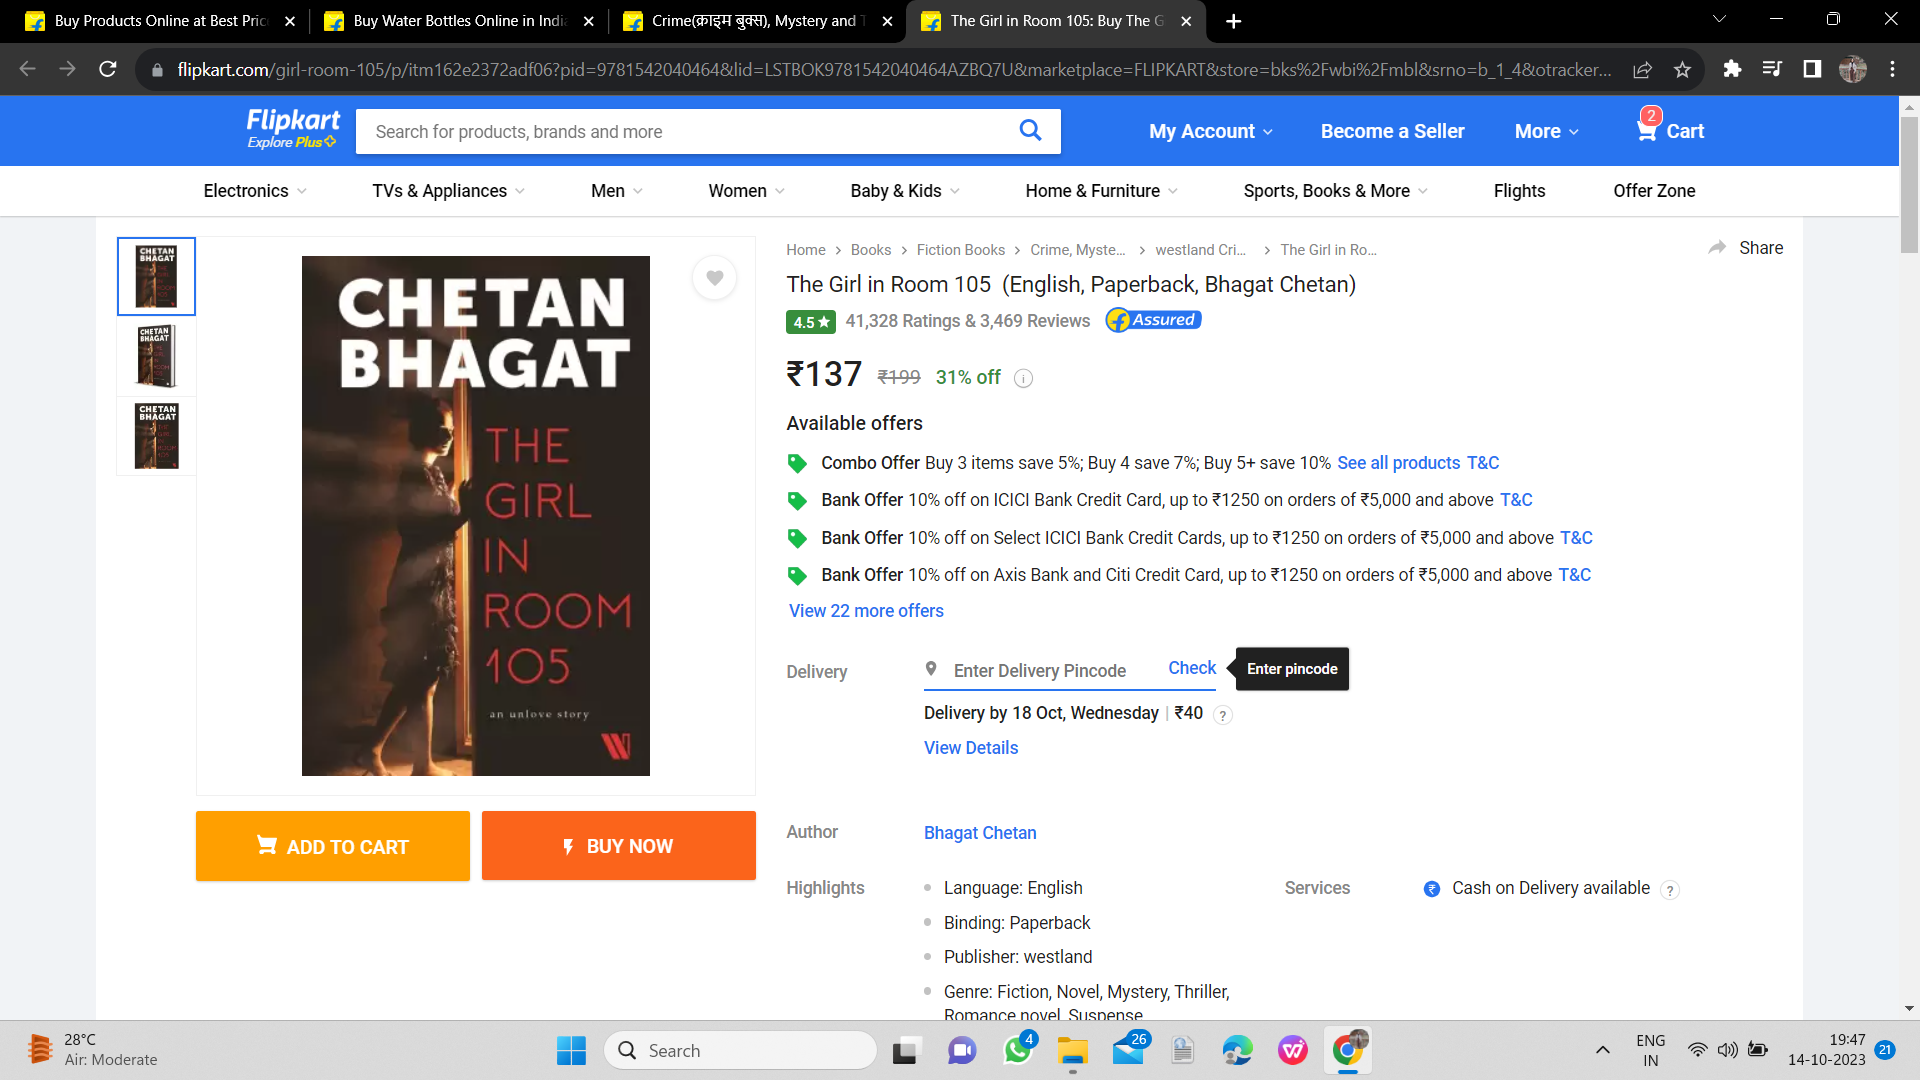 Buy Products Online at Best Pric
Buy Water Bottles Online in India
Crime(क्राइम बुक्स), Mystery and T
The Girl in Room 105: Buy The G
flipkart.com/girl-room-105/p/itm162e2372adf06?pid=9781542040464&lid=LSTBOK9781542040464AZBQ7U&marketplace=FLIPKART&store=bks%2Fwbi%2Fmbl&srno=b_1_4&otracker...
Flipkart
Explore Plus
Search for products, brands and more
My Account
Become a Seller
More
2
Cart
Electronics
TVs & Appliances
Men
Women
Baby & Kids
Home & Furniture
Sports, Books & More
Flights
Offer Zone
Home > Books > Fiction Books > Crime, Myste... > westland Cri... > The Girl in Ro...
Share
CHETAN
BHAGAT
THE
GIRL
IN
ROOM
105
an unlove story
The Girl in Room 105 (English, Paperback, Bhagat Chetan)
4.5★ 41,328 Ratings & 3,469 Reviews Assured
₹137 ₹199 31% off
Available offers
Combo Offer Buy 3 items save 5%; Buy 4 save 7%; Buy 5+ save 10% See all products T&C
Bank Offer 10% off on ICICI Bank Credit Card, up to ₹1250 on orders of ₹5,000 and above T&C
Bank Offer 10% off on Select ICICI Bank Credit Cards, up to ₹1250 on orders of ₹5,000 and above T&C
Bank Offer 10% off on Axis Bank and Citi Credit Card, up to ₹1250 on orders of ₹5,000 and above T&C
View 22 more offers
Delivery
Enter Delivery Pincode
Check
Enter pincode
Delivery by 18 Oct, Wednesday | ₹40 ?
View Details
ADD TO CART
BUY NOW
Author
Bhagat Chetan
Highlights
Language: English
Binding: Paperback
Publisher: westland
Genre: Fiction, Novel, Mystery, Thriller,
Romance novel, Suspense
Services
₹ Cash on Delivery available ?
28°C
Air: Moderate
Search
4
26
ENG
IN
19:47
14-10-2023
21